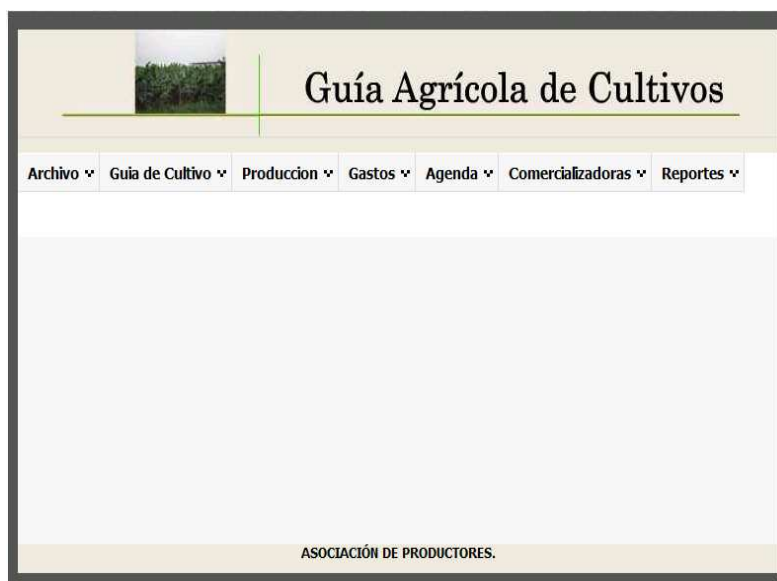 Guía Agrícola de Cultivos
Archivo Guia de Cultivo Produccion Gastos Agenda Comercializadoras Reportes
ASOCIACIÓN DE PRODUCTORES.